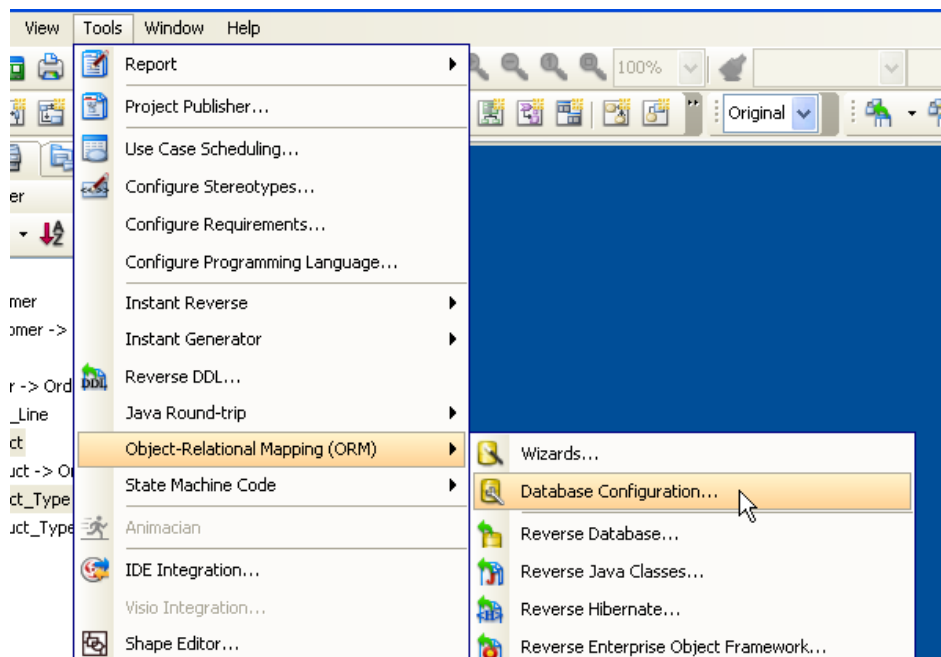 View Tools Window Help
Report
100%
Project Publisher...
Original
Use Case Scheduling...
er
Configure Stereotypes...
Configure Requirements...
Configure Programming Language...
mer
Instant Reverse
omer ->
Instant Generator
DDL
Reverse DDL...
r -> Ord
_Line
Java Round-trip
ct
Object-Relational Mapping (ORM)
Wizards...
uct -> O
State Machine Code
Database Configuration...
ct_Type
uct_Type
Animacian
Reverse Database...
IDE Integration...
Reverse Java Classes...
Visio Integration...
Reverse Hibernate...
Shape Editor...
Reverse Enterprise Object Framework...